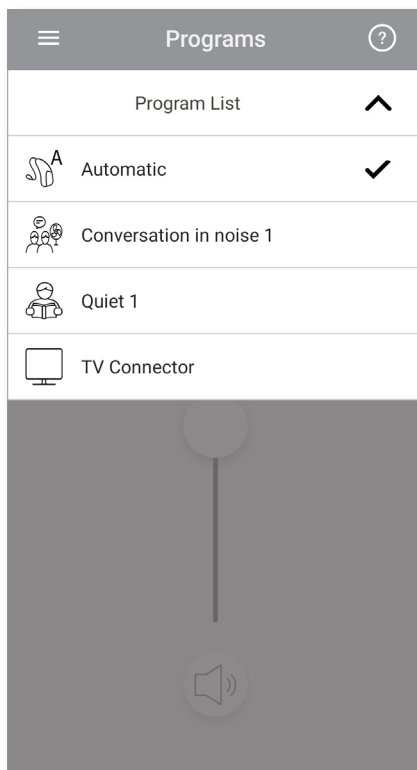 Programs
?
Program List
A
Automatic
Conversation in noise 1
Quiet 1
TV Connector